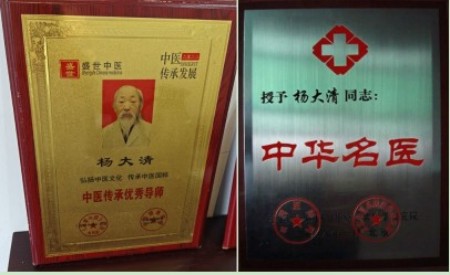 盛世
盛世中医
中医
传承发展
杨大清
弘扬中医文化 传承中医国粹
中医传承优秀导师
授予 杨大清 同志：
中华名医